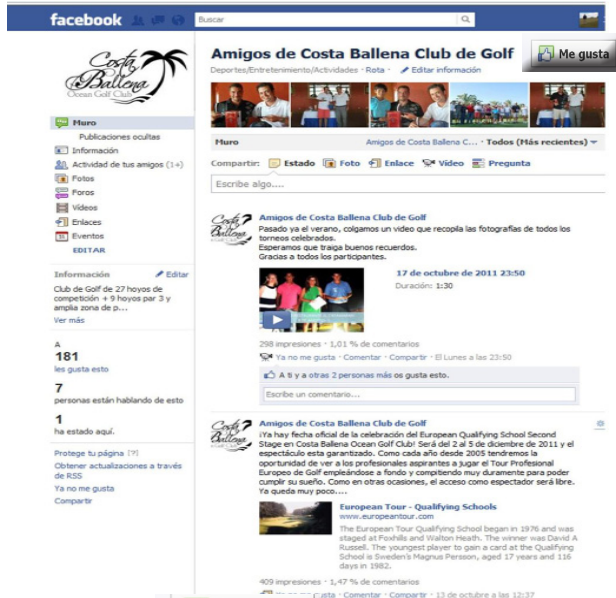 facebook
Buscar
Costa
Ballena
Ocean Golf Club
Amigos de Costa Ballena Club de Golf
Me gusta
Deportes/Entretenimiento/Actividades · Rota · Editar información
Muro
Publicaciones ocultas
Información
Actividad de tus amigos (1+)
Fotos
Foros
Vídeos
Enlaces
Eventos
EDITAR
Información
Editar
Club de Golf de 27 hoyos de
competición + 9 hoyos par 3 y
amplia zona de p...
Ver más
A
181
les gusta esto
7
personas están hablando de esto
1
ha estado aquí.
Protege tu página [?]
Obtener actualizaciones a través
de RSS
Ya no me gusta
Compartir
Muro
Amigos de Costa Ballena C... · Todos (Más recientes)
Compartir: Estado Foto Enlace Vídeo Pregunta
Escribe algo....
Costa
Ballena
Amigos de Costa Ballena Club de Golf
Pasado ya el verano, colgamos un video que recopila las fotografías de todos los
torneos celebrados.
Esperamos que traiga buenos recuerdos.
Gracias a todos los participantes.
17 de octubre de 2011 23:50
Duración: 1:30
298 impresiones · 1,01 % de comentarios
Ya no me gusta · Comentar · Compartir · El Lunes a las 23:50
A ti y a otras 2 personas más os gusta esto.
Escribe un comentario...
Costa
Ballena
Amigos de Costa Ballena Club de Golf
¡Ya hay fecha oficial de la celebración del European Qualifying School Second
Stage en Costa Ballena Ocean Golf Club! Será del 2 al 5 de diciembre de 2011 y el
espectáculo esta garantizado. Como cada año desde 2005 tendremos la
oportunidad de ver a los profesionales aspirantes a jugar el Tour Profesional
Europeo de Golf empleándose a fondo y compitiendo muy duramente para poder
cumplir su sueño. Como en otras ocasiones, el acceso como espectador será libre.
Ya queda muy poco....
European Tour - Qualifying Schools
www.europeantour.com
The European Tour Qualifying School began in 1976 and was
staged at Foxhills and Walton Heath. The winner was David A
Russell. The youngest player to gain a card at the Qualifying
School is Sweden's Magnus Persson, aged 17 years and 116
days in 1982.
409 impresiones · 1,47 % de comentarios
gusta · Comentar · Compartir · 13 de octubre a las 12:37